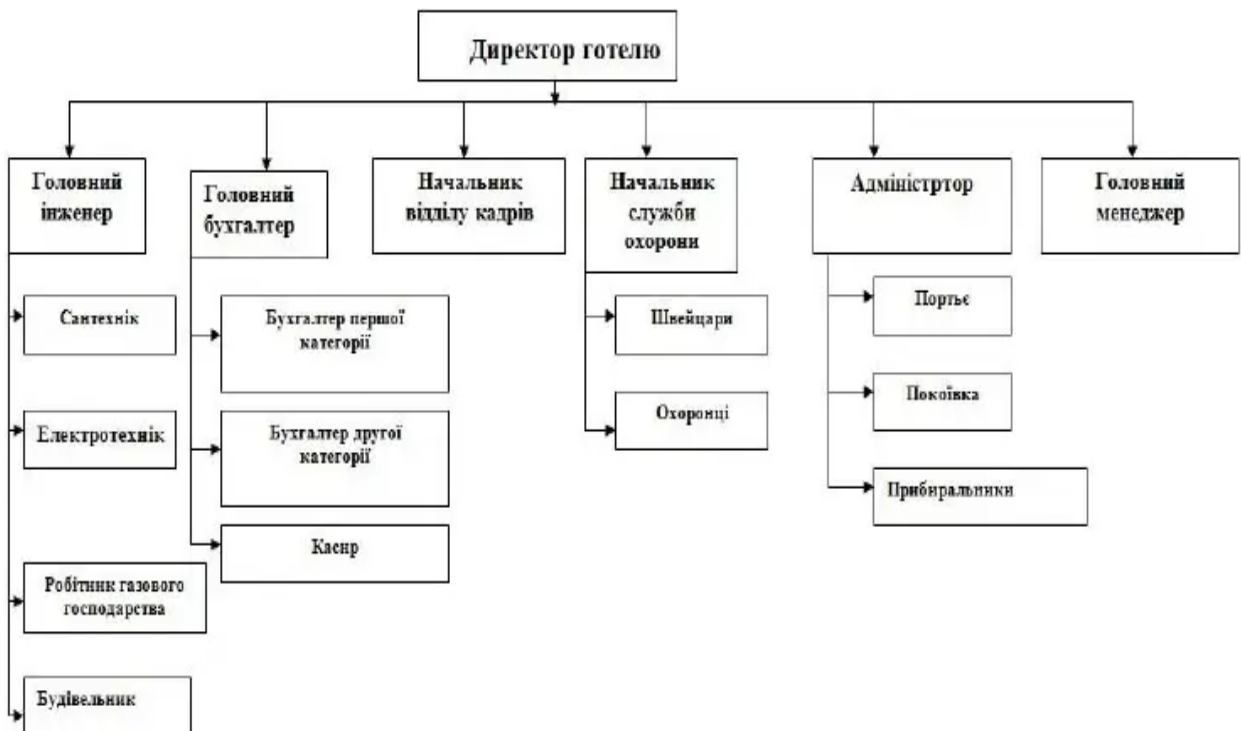 Директор готелю
Головний
інженер
Головний
бухгалтер
Начальник
відділу кадрів
Начальник
служби
охорони
Адміністртор
Головний
менеджер
Сантехнік
Електротехнік
Робітник газового
господарства
Будівельник
Бухгалтер першої
категорії
Бухгалтер другої
категорії
Касир
Швейцари
Охоронці
Портьє
Покоївка
Прибиральники